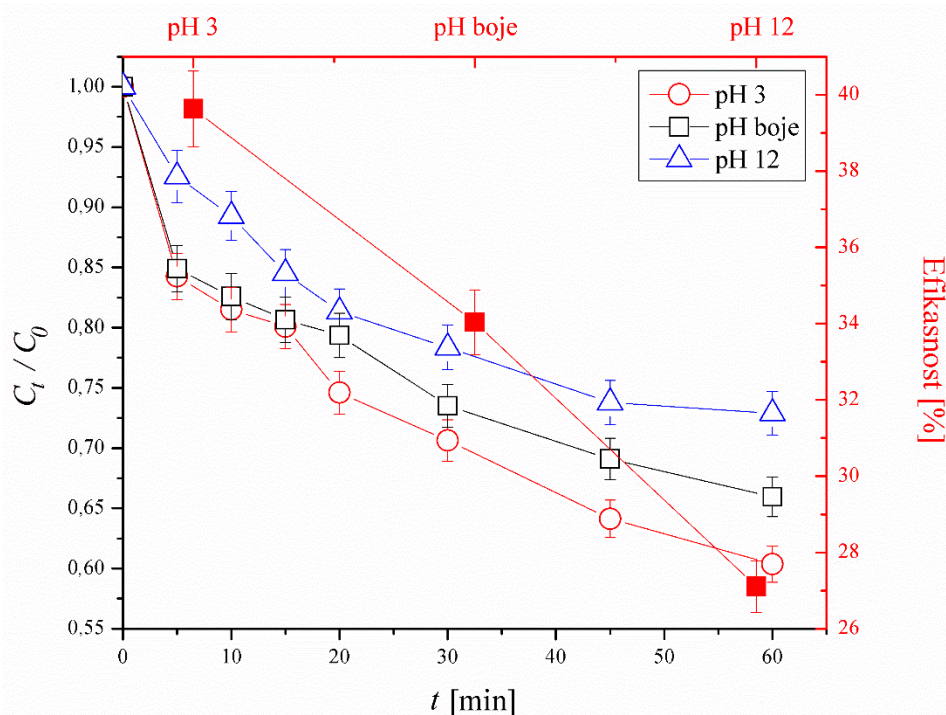 pH 3 pH boje pH 12
1,00
0,95
0,90
0,85
0,80
0,75
0,70
0,65
0,60
0,55
C_t / C_0
pH 3
pH boje
pH 12
40
38
36
34
32
30
28
26
Efikasnost [%]
0 10 20 30 40 50 60
t [min]